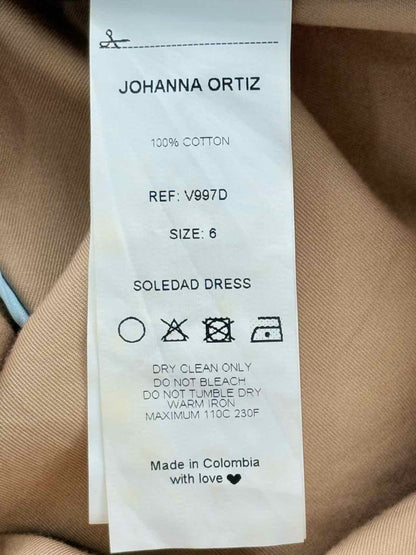 JOHANNA ORTIZ
100% COTTON
REF: V997D
SIZE: 6
SOLEDAD DRESS
DRY CLEAN ONLY
DO NOT BLEACH
DO NOT TUMBLE DRY
WARM IRON
MAXIMUM 110C 230F
Made in Colombia
with love ♥